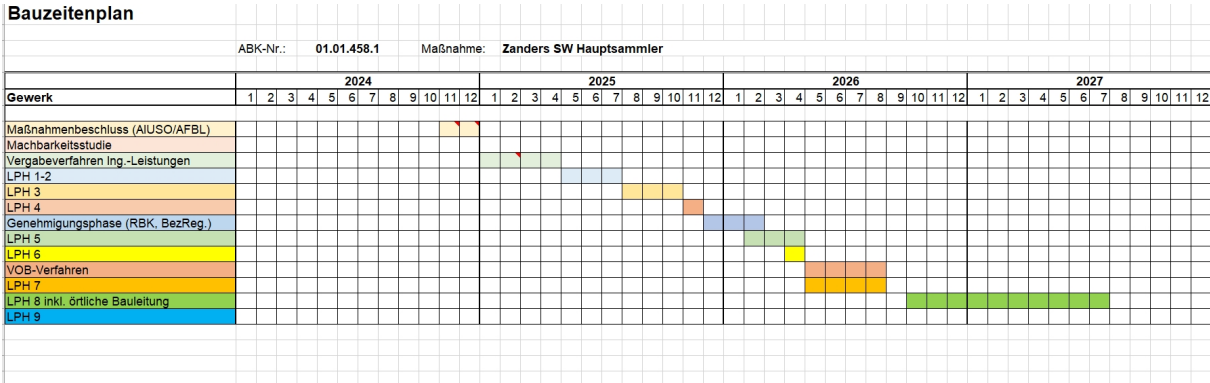 Bauzeitenplan
ABK-Nr.: 01.01.458.1 Maßnahme: Zanders SW Hauptsammler
2024 2025 2026 2027
Gewerk 1 2 3 4 5 6 7 8 9 10 11 12 1 2 3 4 5 6 7 8 9 10 11 12 1 2 3 4 5 6 7 8 9 10 11 12 1 2 3 4 5 6 7 8 9 10 11 12
Maßnahmenbeschluss (AIUSO/AFBL)
Machbarkeitsstudie
Vergabeverfahren Ing.-Leistungen
LPH 1-2
LPH 3
LPH 4
Genehmigungsphase (RBK, BezReg.)
LPH 5
LPH 6
VOB-Verfahren
LPH 7
LPH 8 inkl. örtliche Bauleitung
LPH 9